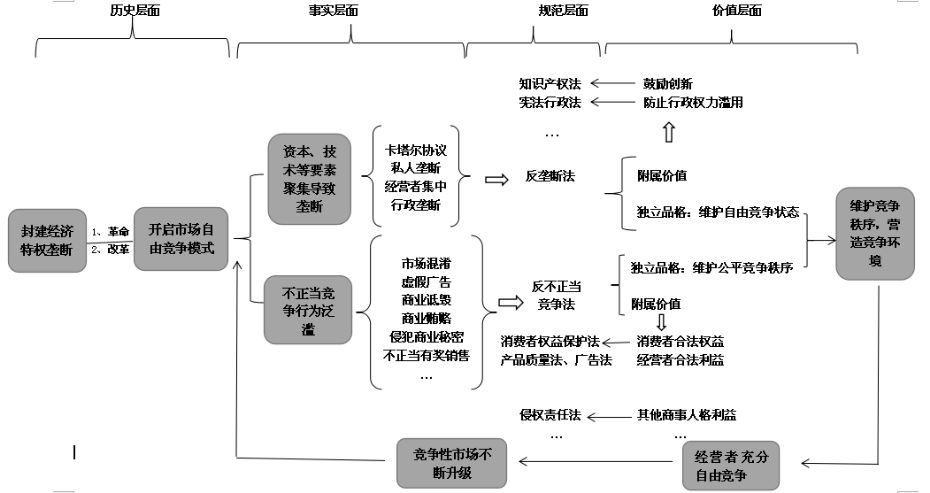 历史层面
事实层面
规范层面
价值层面
知识产权法
鼓励创新
宪法行政法
防止行政权力滥用
…
资本、技
术等要素
聚集导致
垄断
卡塔尔协议
私人垄断
经营者集中
行政垄断
反垄断法
附属价值
独立品格：维护自由竞争状态
封建经济
特权垄断
1、革命
2、改革
开启市场自
由竞争模式
维护竞争
秩序，营
造竞争环
境
不正当竞
争行为泛
滥
市场混淆
虚假广告
商业诋毁
商业贿赂
侵犯商业秘密
不正当有奖销售
…
反不正当
竞争法
独立品格：维护公平竞争秩序
附属价值
消费者权益保护法
消费者合法权益
产品质量法、广告法
经营者合法利益
侵权责任法
其他商事人格利益
…
…
竞争性市场不
断升级
经营者充分
自由竞争